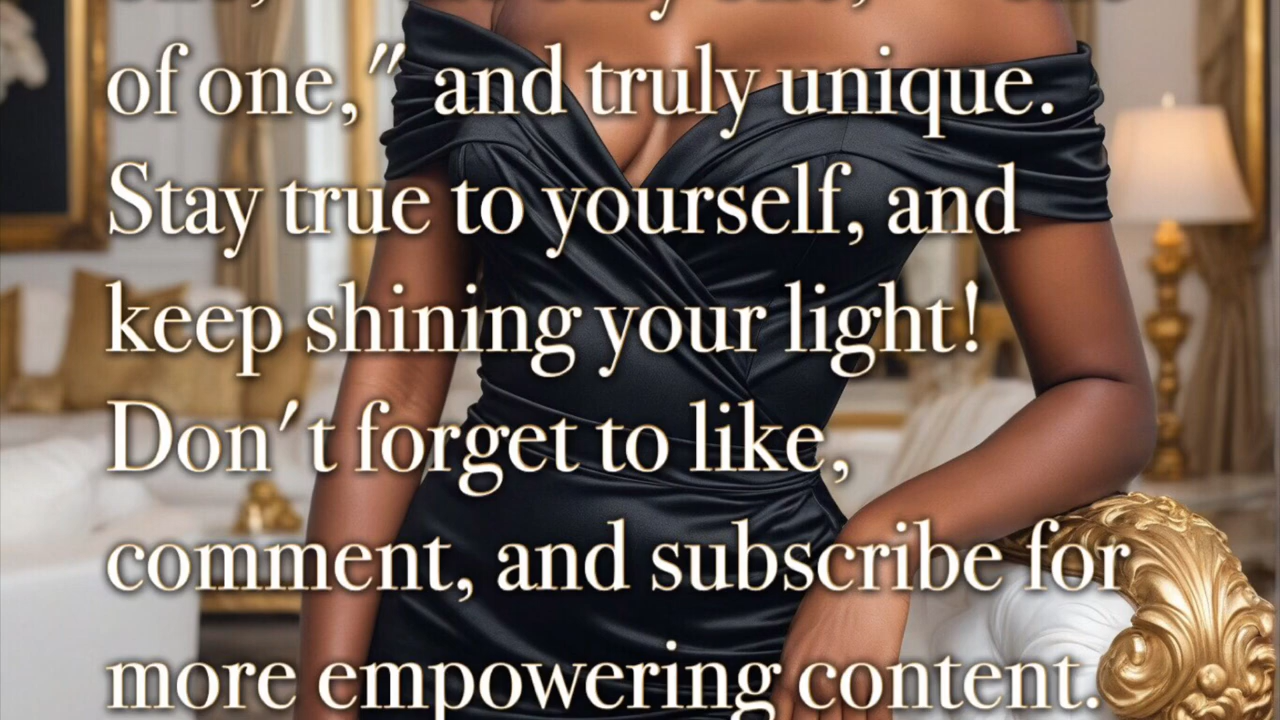 of one," and truly unique.
Stay true to yourself, and
keep shining your light!
Don't forget to like,
comment, and subscribe for
more empowering content.